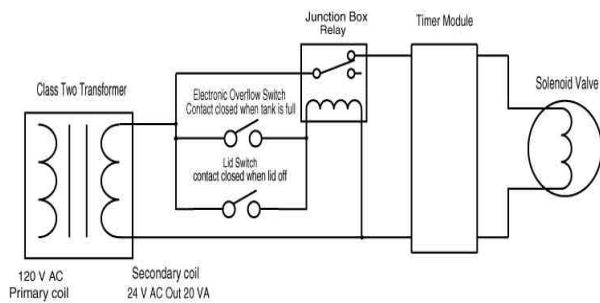 Junction Box
Relay
Timer Module
Class Two Transformer
Electronic Overflow Switch
Contact closed when tank is full
Solenoid Valve
Lid Switch
contact closed when lid off
120 V AC
Primary coil
Secondary coil
24 V AC Out 20 VA